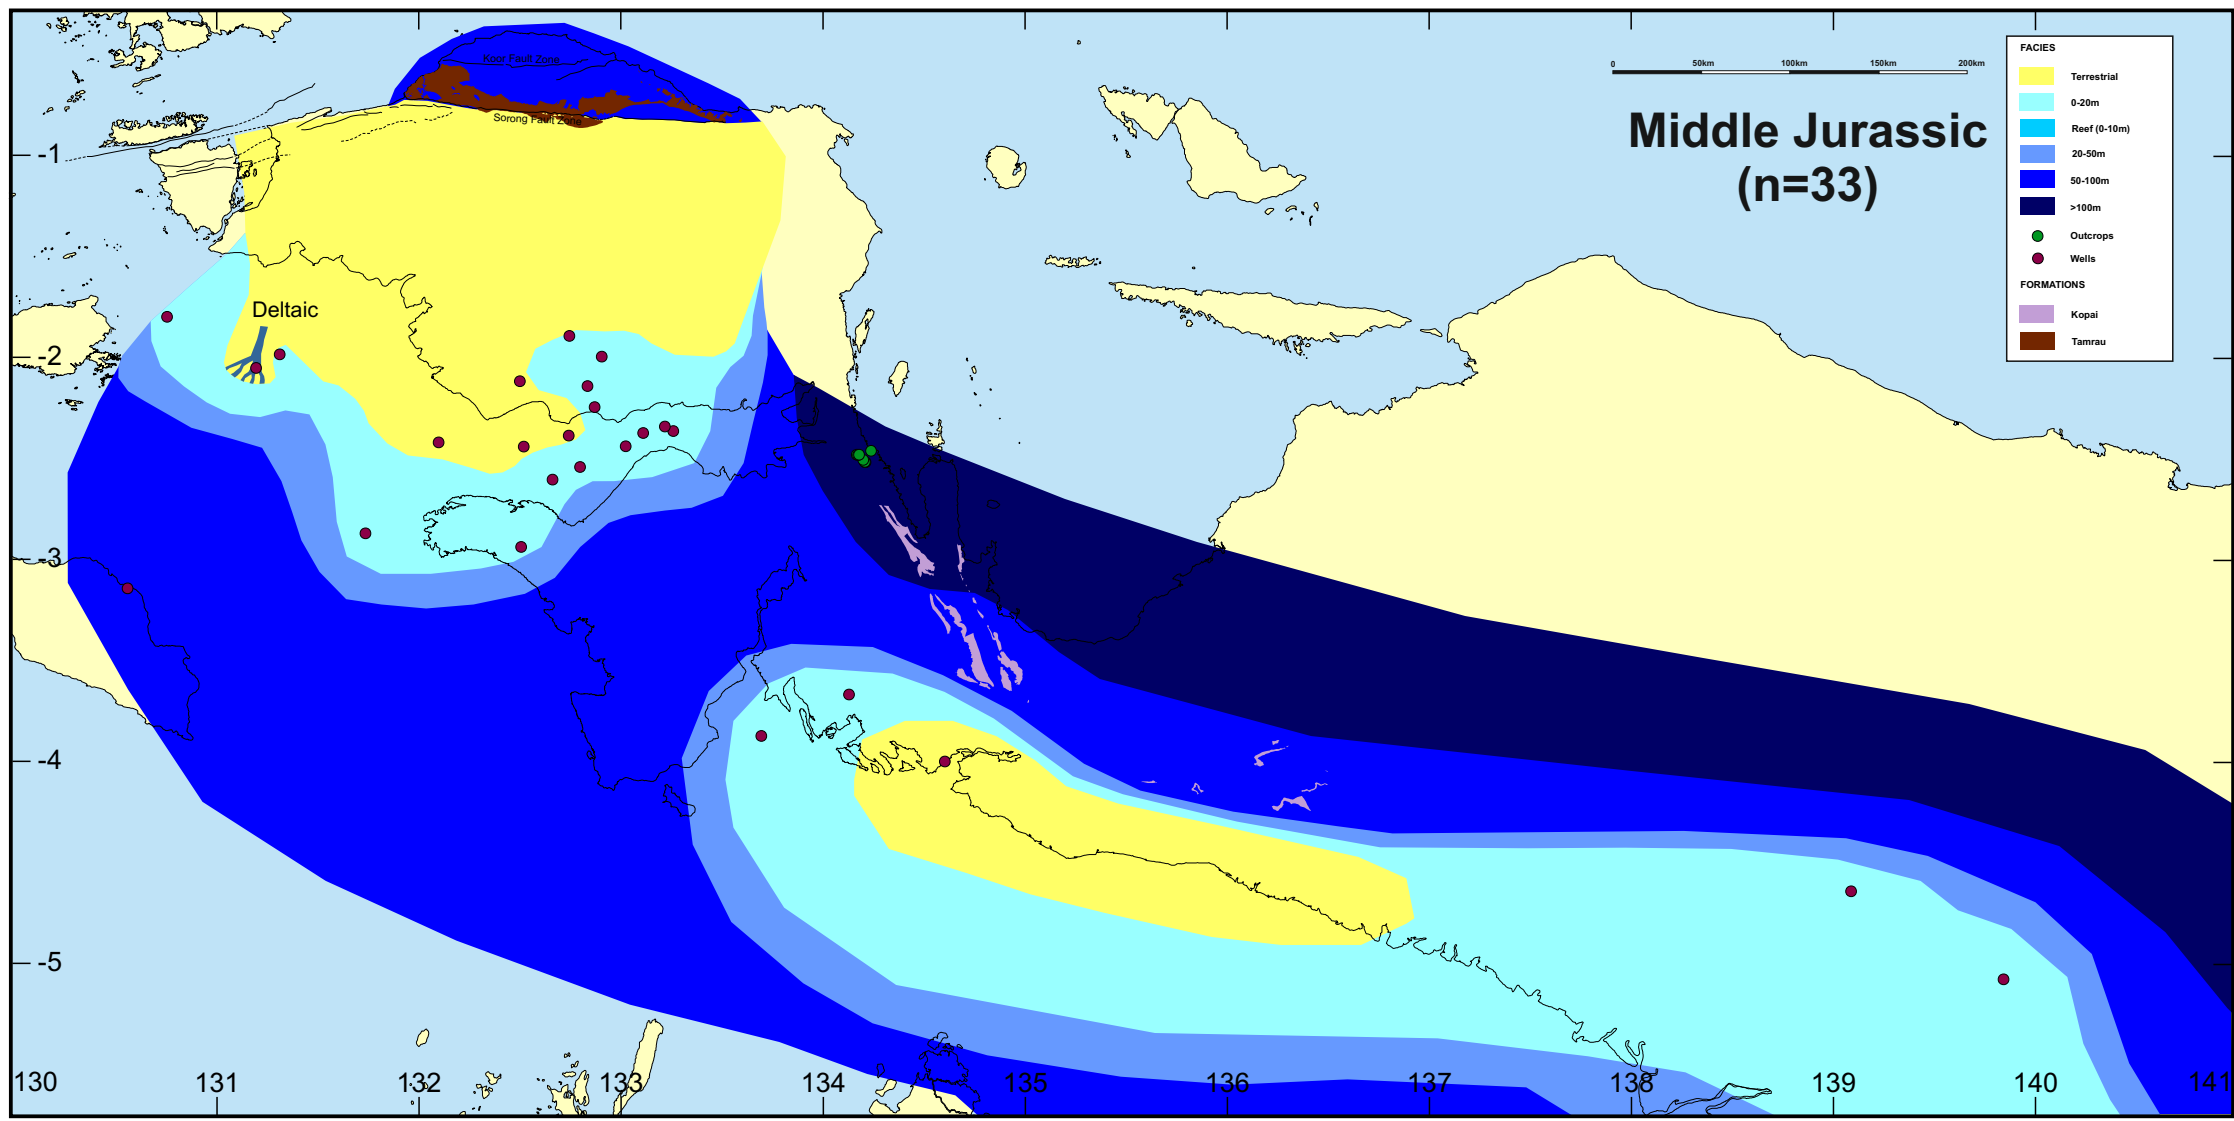 Koor Fault Zone
Sorong Fault Zone
0 50km 100km 150km 200km
Middle Jurassic
(n=33)
FACIES
Terrestrial
0-20m
Reef (0-10m)
20-50m
50-100m
>100m
Outcrops
Wells
FORMATIONS
Kopai
Tamrau
Deltaic
-1
-2
-3
-4
-5
130 131 132 133 134 135 136 137 138 139 140 141